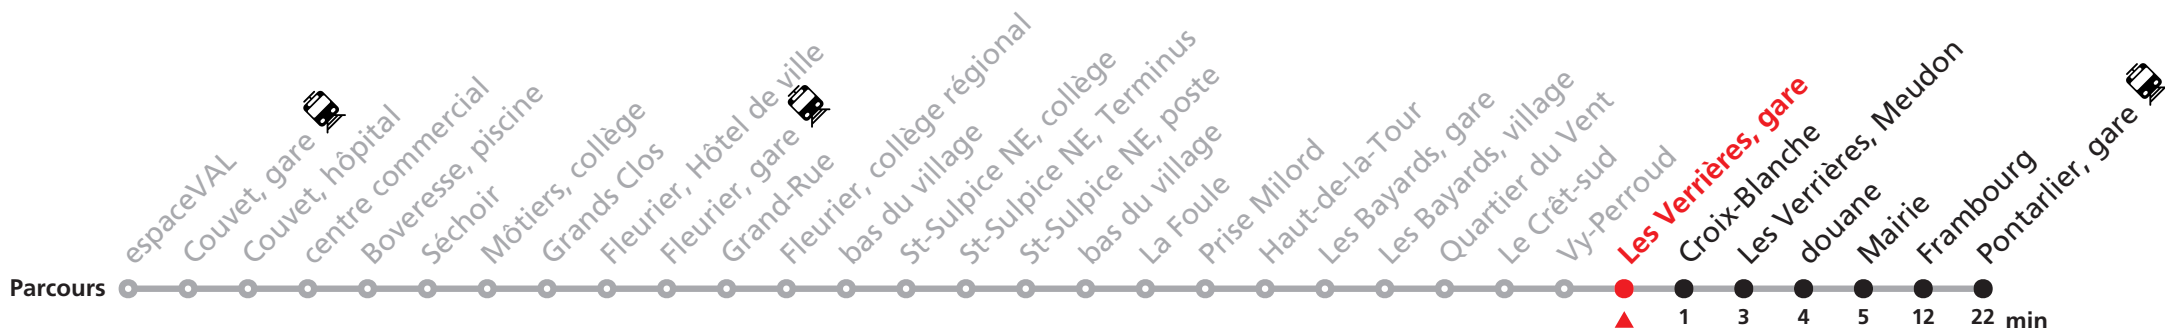 espaceVAL
Couvet, gare
Couvet, hôpital
centre commercial
Boveresse, piscine
Séchoir
Môtiers, collège
Grands Clos
Fleurier, Hôtel de ville
Fleurier, gare
Grand-Rue
Fleurier, collège régional
bas du village
St-Sulpice NE, collège
St-Sulpice NE, Terminus
St-Sulpice NE, poste
bas du village
La Foule
Prise Milord
Haut-de-la-Tour
Les Bayards, gare
Les Bayards, village
Quartier du Vent
Le Crêt-sud
Vy-Perroud
Les Verrières, gare
Croix-Blanche
Les Verrières, Meudon
douane
Mairie
Frambourg
Pontarlier, gare
Parcours
1 3 4 5 12 22 min